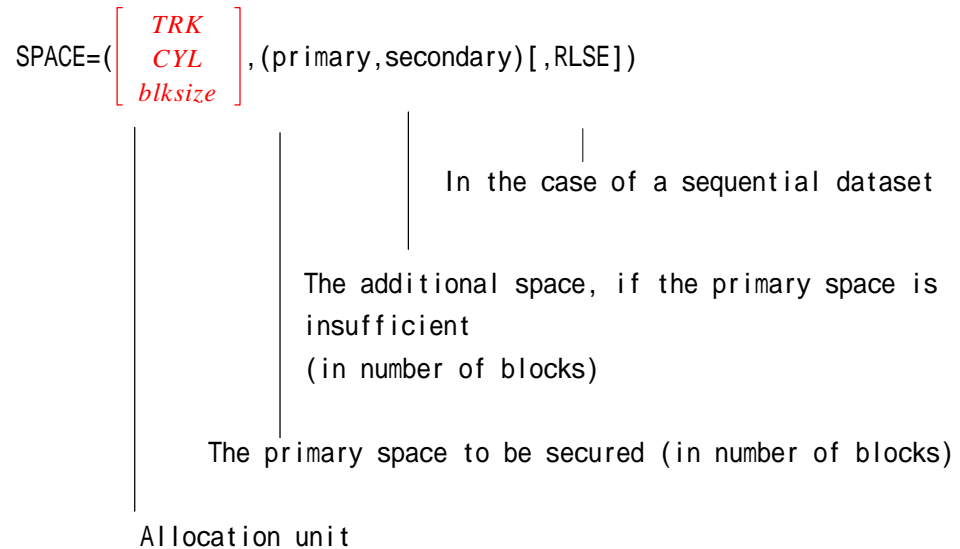 TRK
SPACE=( CYL ,(primary,secondary)[,RLSE])
blksize
In the case of a sequential dataset
The additional space, if the primary space is
insufficient
(in number of blocks)
The primary space to be secured (in number of blocks)
Allocation unit